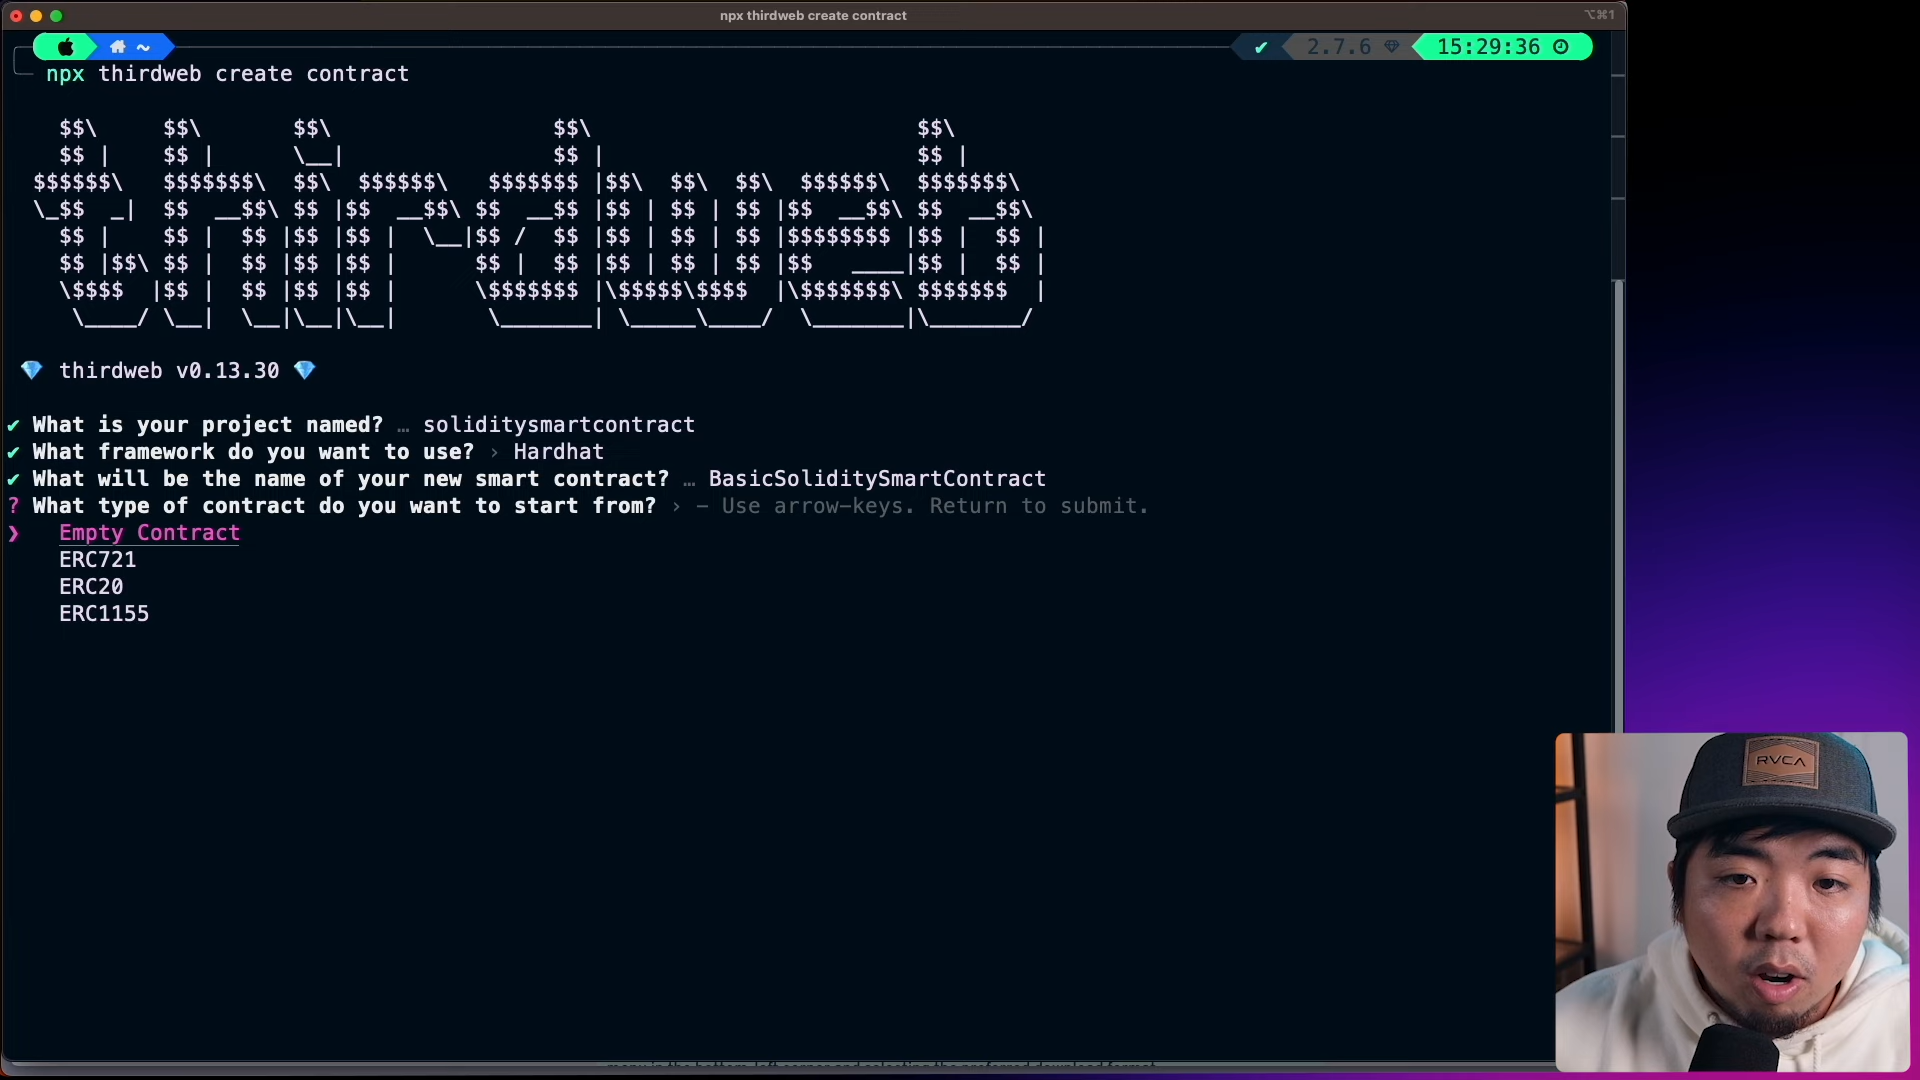 npx thirdweb create contract
⌥⌘1
~
✔ 2.7.6 15:29:36
npx thirdweb create contract
thirdweb
💎 thirdweb v0.13.30 💎
✔ What is your project named? … soliditysmartcontract
✔ What framework do you want to use? › Hardhat
✔ What will be the name of your new smart contract? … BasicSoliditySmartContract
? What type of contract do you want to start from? › – Use arrow-keys. Return to submit.
❯ Empty Contract
ERC721
ERC20
ERC1155
RVCA